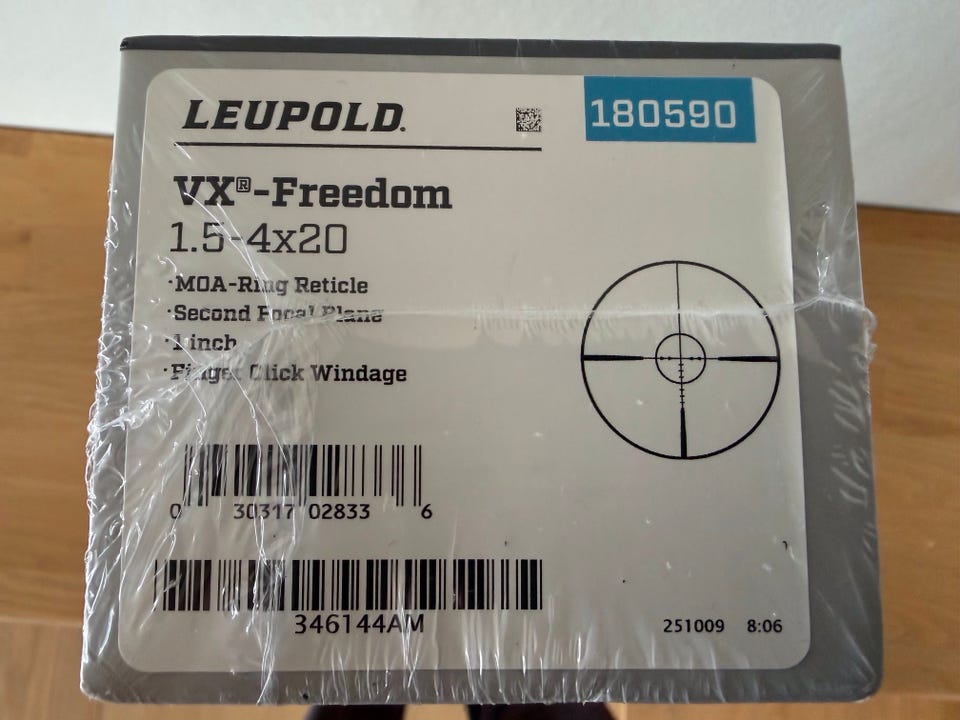 LEUPOLD.
180590
VX®-Freedom
1.5-4x20
·MOA-Ring Reticle
·Second Focal Plane
·1 inch
·Finger Click Windage
0 30317 02833 6
346144AM
251009 8:06